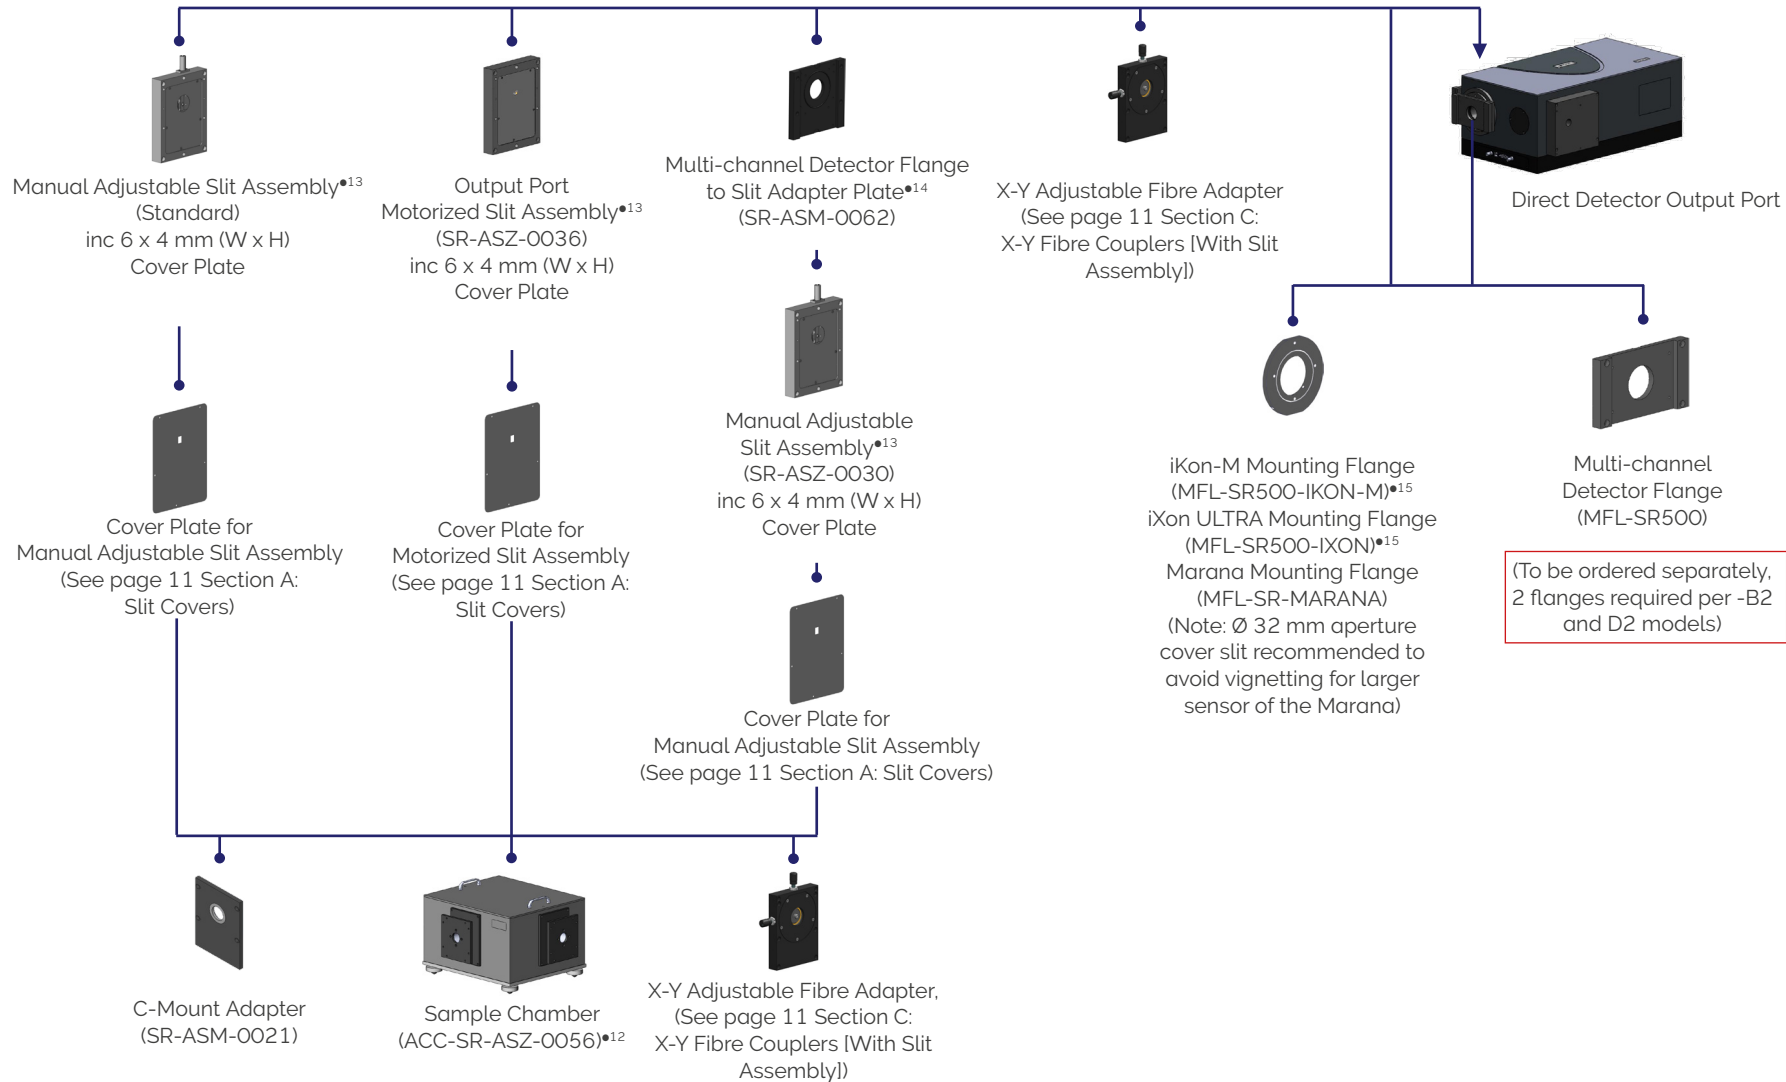 Manual Adjustable Slit Assembly●13
(Standard)
inc 6 x 4 mm (W x H)
Cover Plate
Output Port
Motorized Slit Assembly●13
(SR-ASZ-0036)
inc 6 x 4 mm (W x H)
Cover Plate
Multi-channel Detector Flange
to Slit Adapter Plate●14
(SR-ASM-0062)
X-Y Adjustable Fibre Adapter
(See page 11 Section C:
X-Y Fibre Couplers [With Slit
Assembly])
Direct Detector Output Port
Cover Plate for
Manual Adjustable Slit Assembly
(See page 11 Section A:
Slit Covers)
Cover Plate for
Motorized Slit Assembly
(See page 11 Section A:
Slit Covers)
Manual Adjustable
Slit Assembly●13
(SR-ASZ-0030)
inc 6 x 4 mm (W x H)
Cover Plate
Cover Plate for
Manual Adjustable Slit Assembly
(See page 11 Section A: Slit Covers)
iKon-M Mounting Flange
(MFL-SR500-IKON-M)●15
iXon ULTRA Mounting Flange
(MFL-SR500-IXON)●15
Marana Mounting Flange
(MFL-SR-MARANA)
(Note: Ø 32 mm aperture
cover slit recommended to
avoid vignetting for larger
sensor of the Marana)
Multi-channel
Detector Flange
(MFL-SR500)
(To be ordered separately,
2 flanges required per -B2
and D2 models)
C-Mount Adapter
(SR-ASM-0021)
Sample Chamber
(ACC-SR-ASZ-0056)●12
X-Y Adjustable Fibre Adapter,
(See page 11 Section C:
X-Y Fibre Couplers [With Slit
Assembly])